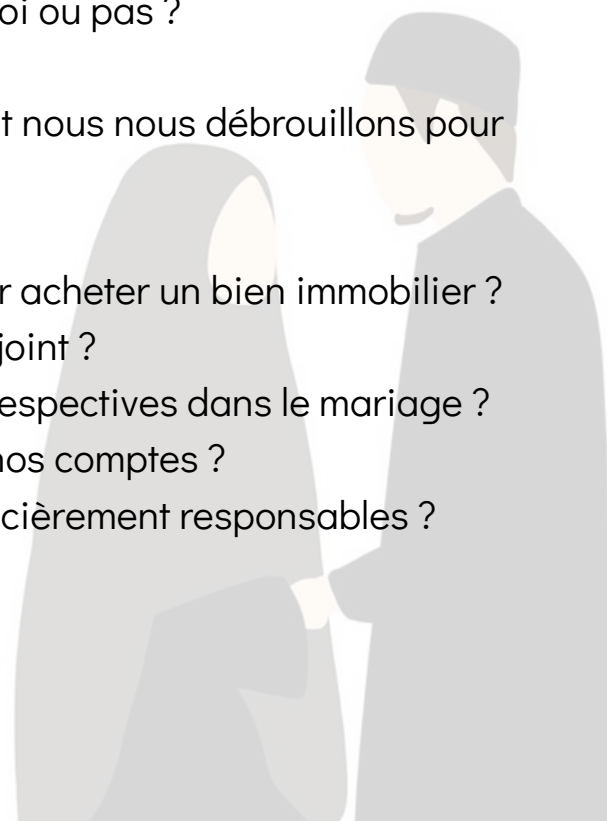 oi ou pas ?
t nous nous débrouillons pour
r acheter un bien immobilier ?
joint ?
espectives dans le mariage ?
nos comptes ?
cièrement responsables ?